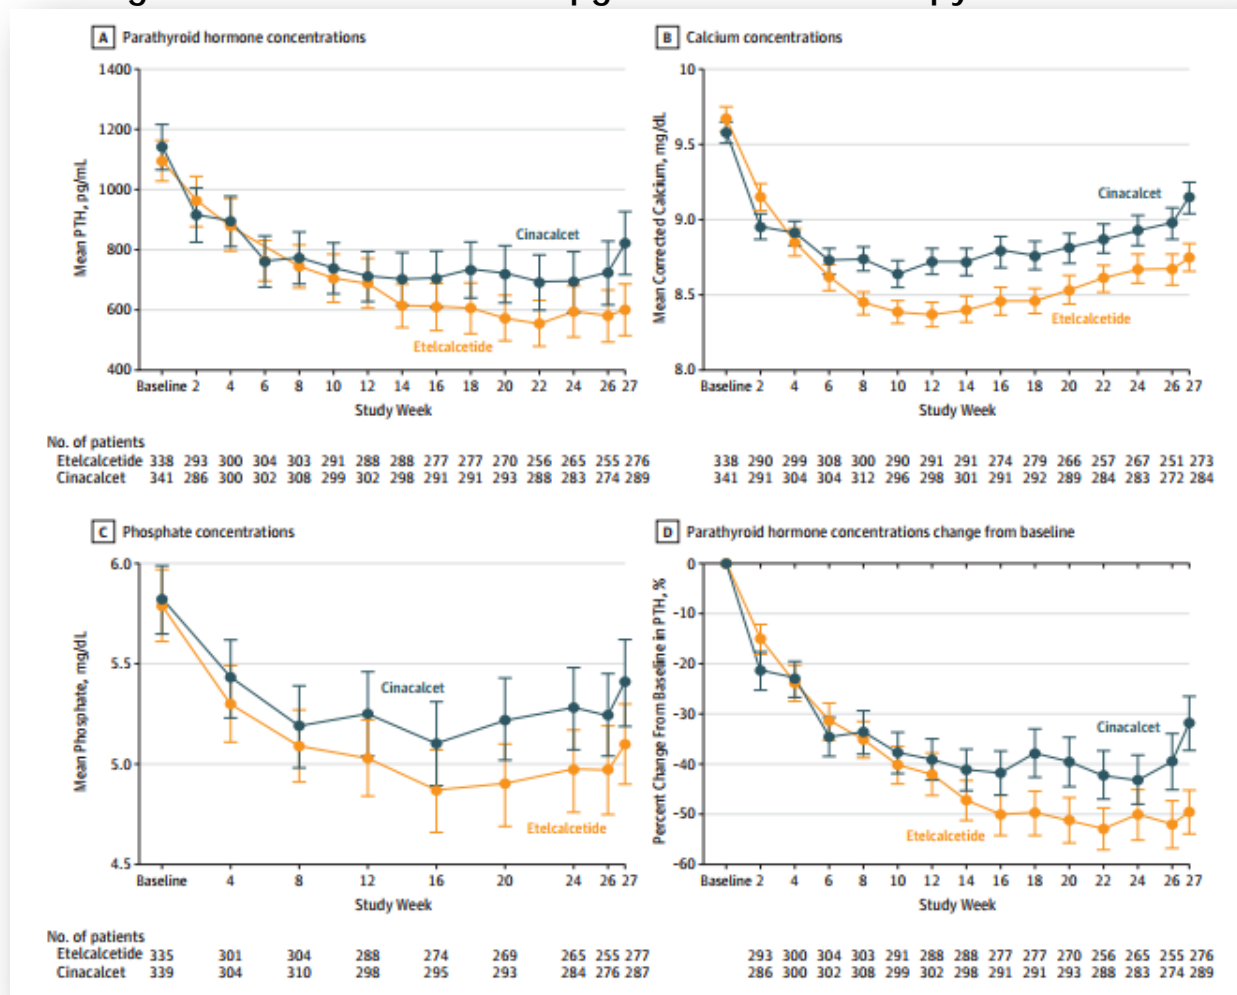 A Parathyroid hormone concentrations
1400
1200
1000
800
600
400
Mean PTH, pg/mL
Cinacalcet
Etelcalcetide
Baseline 2 4 6 8 10 12 14 16 18 20 22 24 26 27
Study Week
No. of patients
Etelcalcetide 338 293 300 304 303 291 288 288 277 277 270 256 265 255 276
Cinacalcet 341 286 300 302 308 299 302 298 291 291 293 288 283 274 289
B Calcium concentrations
10
9.5
9.0
8.5
8.0
Mean Corrected Calcium, mg/dL
Cinacalcet
Etelcalcetide
Baseline 2 4 6 8 10 12 14 16 18 20 22 24 26 27
Study Week
338 290 299 308 300 290 291 291 274 279 266 257 267 251 273
341 291 304 304 312 296 298 301 291 292 289 284 283 272 284
C Phosphate concentrations
6.0
5.5
5.0
4.5
Mean Phosphate, mg/dL
Cinacalcet
Etelcalcetide
Baseline 4 8 12 16 20 24 26 27
Study Week
No. of patients
Etelcalcetide 335 301 304 288 274 269 265 255 277
Cinacalcet 339 304 310 298 295 293 284 276 287
D Parathyroid hormone concentrations change from baseline
0
-10
-20
-30
-40
-50
-60
Percent Change From Baseline in PTH, %
Cinacalcet
Etelcalcetide
Baseline 2 4 6 8 10 12 14 16 18 20 22 24 26 27
Study Week
293 300 304 303 291 288 288 277 277 270 256 265 255 276
286 300 302 308 299 302 298 291 291 293 288 283 274 289